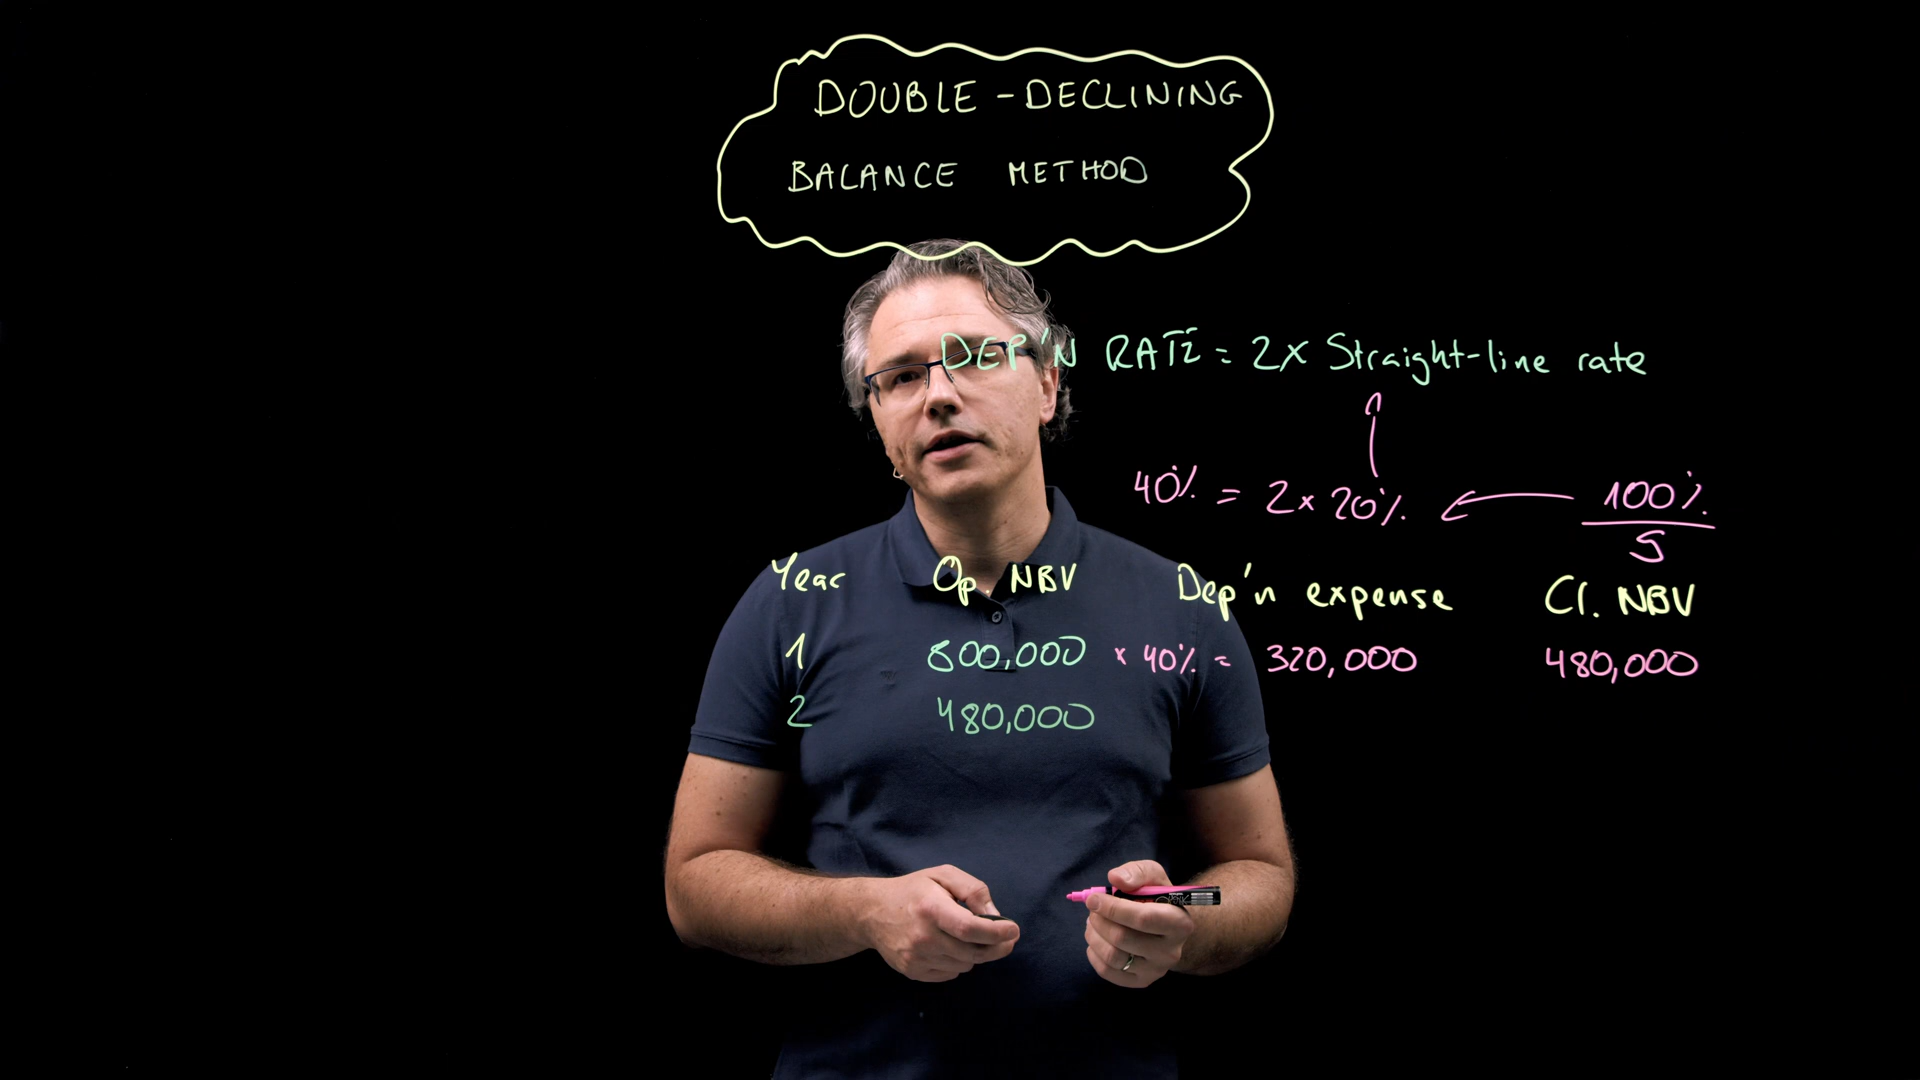 DOUBLE-DECLINING
BALANCE METHOD
DEP'N RATE = 2x Straight-line rate
40% = 2 x 20% ← 100%
5
Year Op NBV Dep'n expense Cl. NBV
1 800,000 x 40% = 320,000 480,000
2 480,000